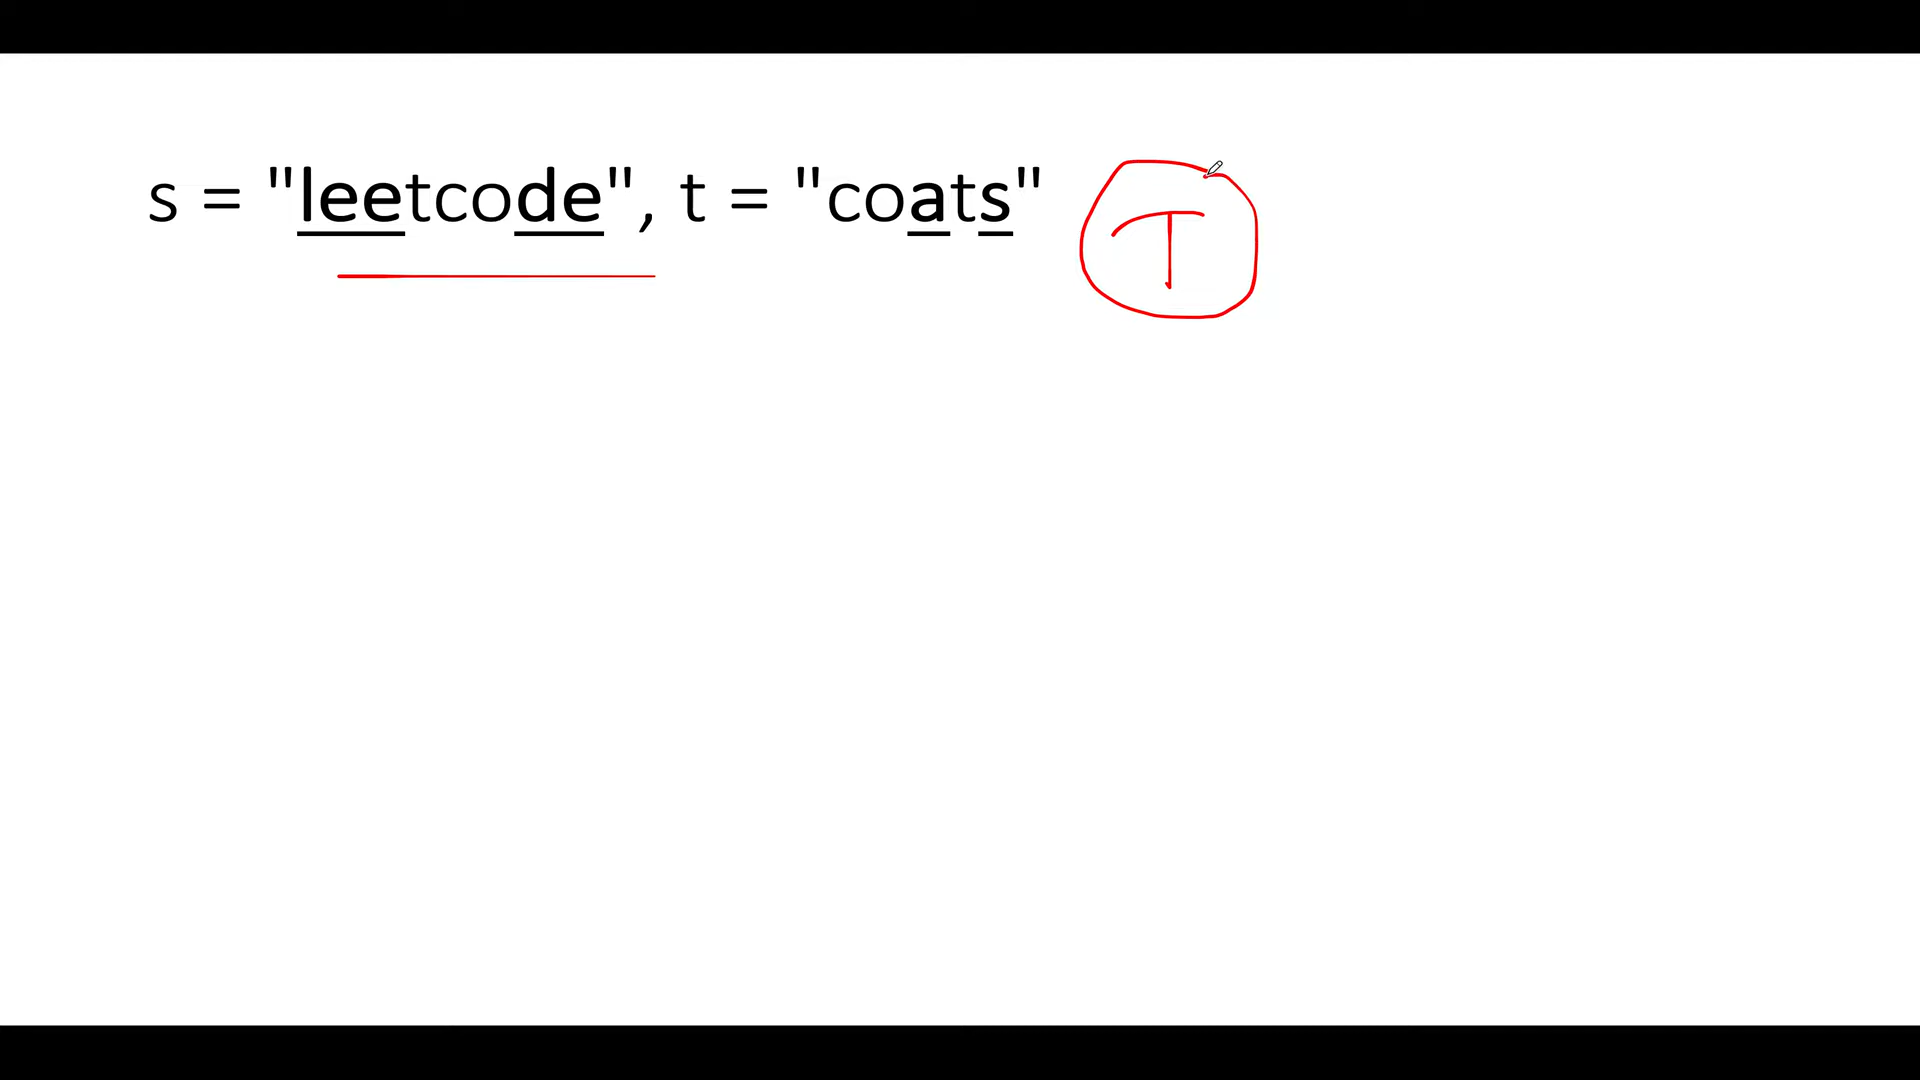 s = "leetcode", t = "coats" T